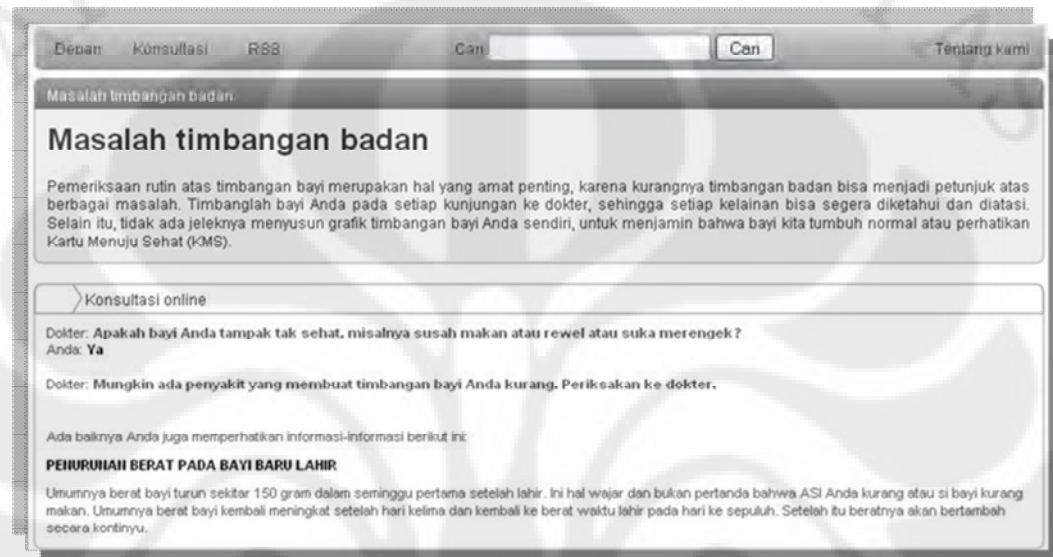 Depan Konsultasi RSS Cari Cari Tentang kami
Masalah timbangan badan
Masalah timbangan badan
Pemeriksaan rutin atas timbangan bayi merupakan hal yang amat penting, karena kurangnya timbangan badan bisa menjadi petunjuk atas
berbagai masalah. Timbanglah bayi Anda pada setiap kunjungan ke dokter, sehingga setiap kelainan bisa segera diketahui dan diatasi.
Selain itu, tidak ada jeleknya menyusun grafik timbangan bayi Anda sendiri, untuk menjamin bahwa bayi kita tumbuh normal atau perhatikan
Kartu Menuju Sehat (KMS).
Konsultasi online
Dokter: Apakah bayi Anda tampak tak sehat, misalnya susah makan atau rewel atau suka merengek?
Anda: Ya
Dokter: Mungkin ada penyakit yang membuat timbangan bayi Anda kurang. Periksakan ke dokter.
Ada baiknya Anda juga memperhatikan informasi-informasi berikut ini:
PENURUNAN BERAT PADA BAYI BARU LAHIR
Umumnya berat bayi turun sekitar 150 gram dalam seminggu pertama setelah lahir. Ini hal wajar dan bukan pertanda bahwa ASI Anda kurang atau si bayi kurang
makan. Umumnya berat bayi kembali meningkat setelah hari kelima dan kembali ke berat waktu lahir pada hari ke sepuluh. Setelah itu beratnya akan bertambah
secara kontinyu.